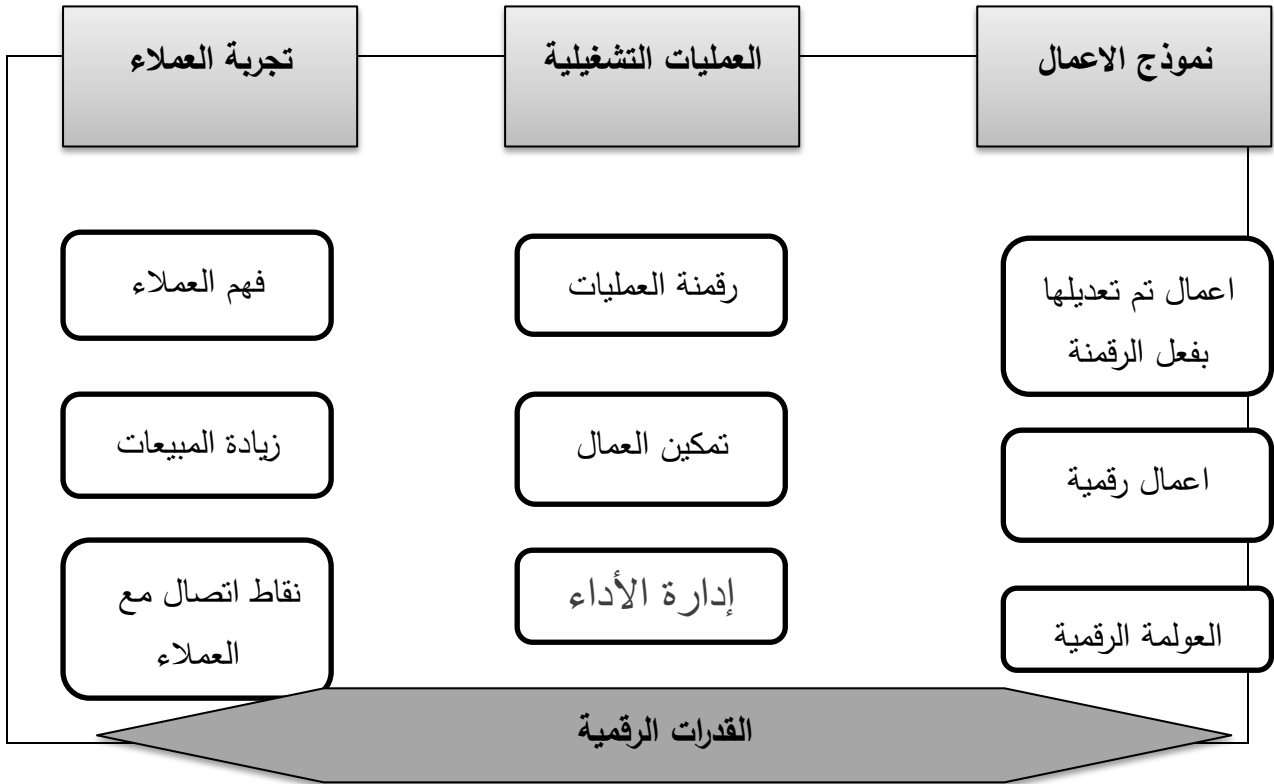 نموذج الاعمال
العمليات التشغيلية
تجربة العملاء
اعمال تم تعديلها
بفعل الرقمنة
رقمنة العمليات
فهم العملاء
اعمال رقمية
تمكين العمال
زيادة المبيعات
العولمة الرقمية
إدارة الأداء
نقاط اتصال مع
العملاء
القدرات الرقمية